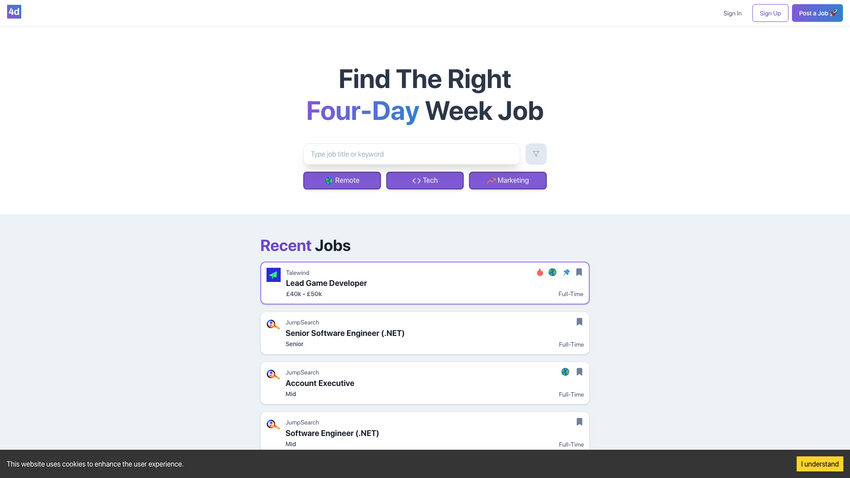 4d
Sign In
Sign Up
Post a Job 🚀
Find The Right
Four-Day Week Job
Type job title or keyword
Remote
Tech
Marketing
Recent Jobs
Talewind
Lead Game Developer
£40k - £50k
Full-Time
JumpSearch
Senior Software Engineer (.NET)
Senior
Full-Time
JumpSearch
Account Executive
Mid
Full-Time
JumpSearch
Software Engineer (.NET)
Mid
Full-Time
This website uses cookies to enhance the user experience.
I understand